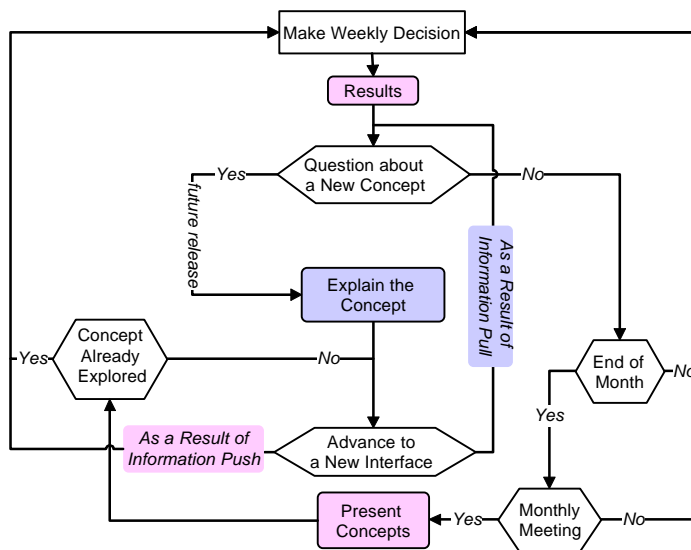 Make Weekly Decision
Results
Question about
a New Concept
Yes
No
future release
As a Result of
Information Pull
Explain the
Concept
Concept
Already
Explored
Yes
No
End of
Month
No
Yes
As a Result of
Information Push
Advance to
a New Interface
Present
Concepts
Yes
Monthly
Meeting
No